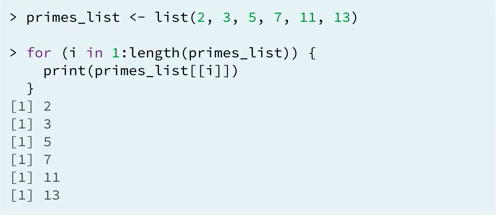 > primes_list <- list(2, 3, 5, 7, 11, 13)
> for (i in 1:length(primes_list)) {
print(primes_list[[i]])
}
[1] 2
[1] 3
[1] 5
[1] 7
[1] 11
[1] 13